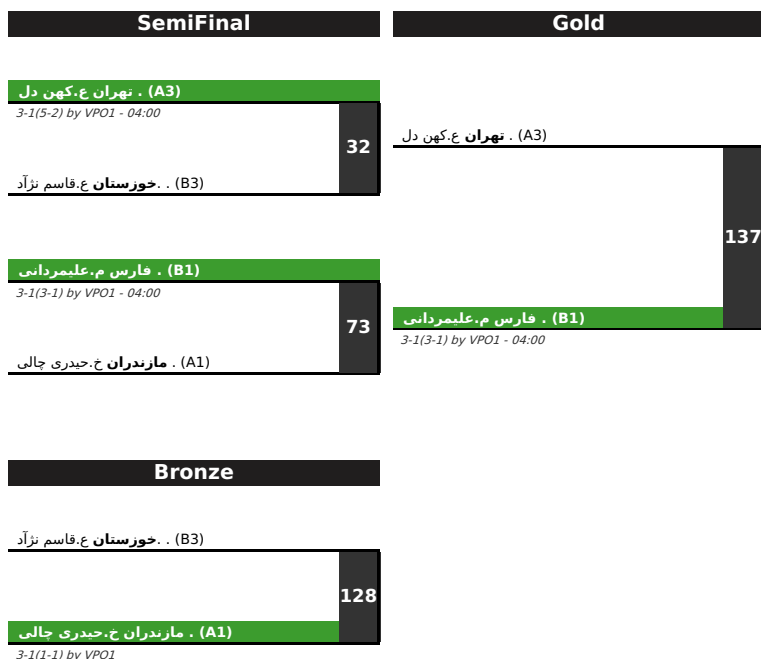 SemiFinal
تهران ع.کهن دل . (A3)
3-1(5-2) by VPO1 - 04:00
32
خوزستان ع.قاسم نژآد. . (B3)
فارس م.علیمردانی . (B1)
3-1(3-1) by VPO1 - 04:00
73
مازندران خ.حیدری چالی . (A1)
Gold
تهران ع.کهن دل . (A3)
137
فارس م.علیمردانی . (B1)
3-1(3-1) by VPO1 - 04:00
Bronze
خوزستان ع.قاسم نژآد. . (B3)
128
مازندران خ.حیدری چالی . (A1)
3-1(1-1) by VPO1